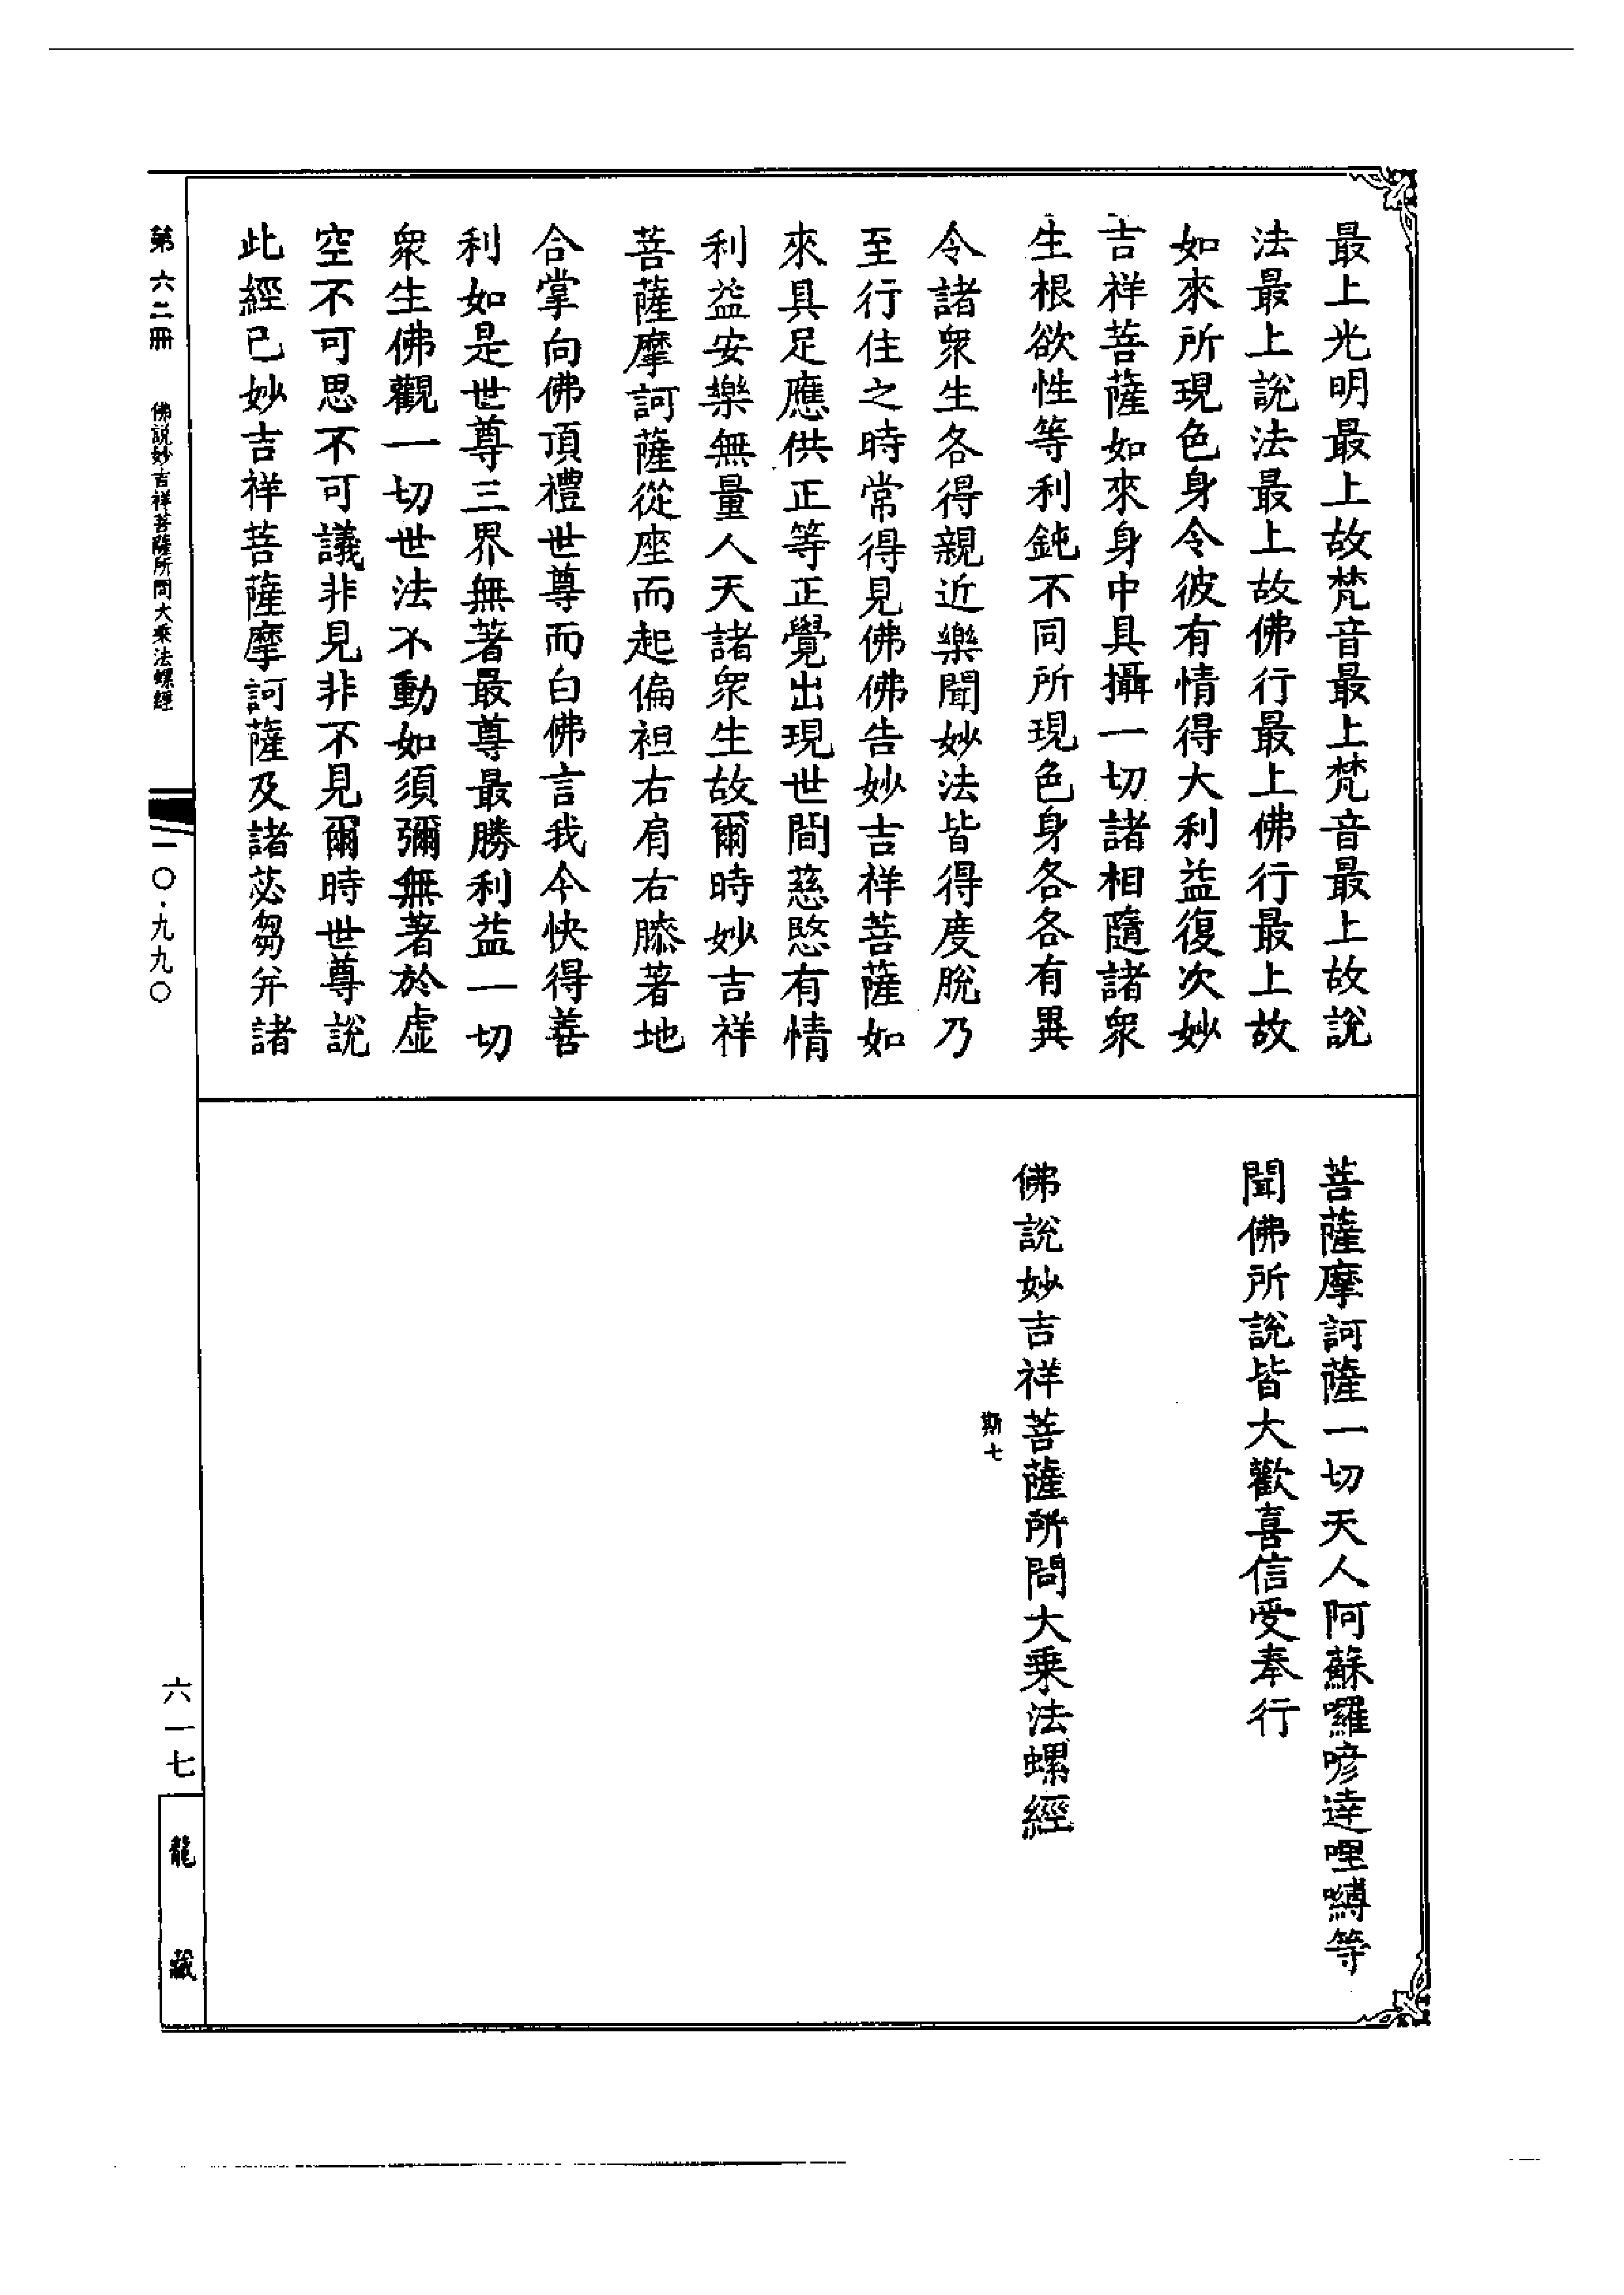 最上光明最上故梵音最上梵音最上故說
法最上說法最上故佛行最上佛行最上故
如來所現色身令彼有情得大利益復次妙
吉祥菩薩如來身中具攝一切諸相隨諸衆
生根欲性等利鈍不同所現色身各各有異
令諸衆生各得親近樂聞妙法皆得度脫乃
至行住之時常得見佛佛告妙吉祥菩薩如
來具足應供正等正覺出現世間慈愍有情
利益安樂無量人天諸衆生故爾時妙吉祥
菩薩摩訶薩從座而起偏袒右肩右膝著地
合掌向佛頂禮世尊而白佛言我今快得善
利如是世尊三界無著最尊最勝利益一切
衆生佛觀一切世法不動如須彌無著於虛
空不可思不可議非見非不見爾時世尊說
此經已妙吉祥菩薩摩訶薩及諸苾芻并諸
菩薩摩訶薩一切天人阿蘇囉喭達哩嚩等
聞佛所說皆大歡喜信受奉行
佛說妙吉祥菩薩所問大乘法螺經
斯七
第六二冊 佛說妙吉祥菩薩所問大乘法螺經
一〇·九九〇
六一七
龍藏